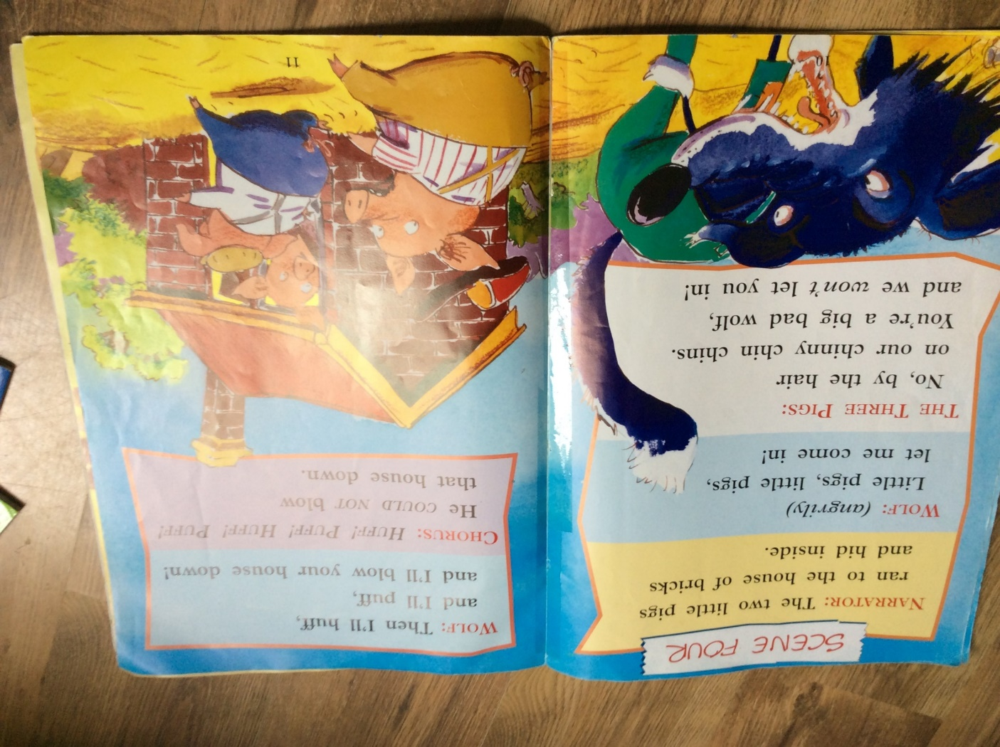 SCENE FOUR
NARRATOR: The two little pigs
ran to the house of bricks
and hid inside.
WOLF: (angrily)
Little pigs, little pigs,
let me come in!
THE THREE PIGS:
No, by the hair
on our chinny chin chins.
You're a big bad wolf,
and we won't let you in!
10
WOLF: Then I'll huff,
and I'll puff,
and I'll blow your house down!
CHORUS: HUFF! PUFF! HUFF! PUFF!
He COULD NOT blow
that house down.
11